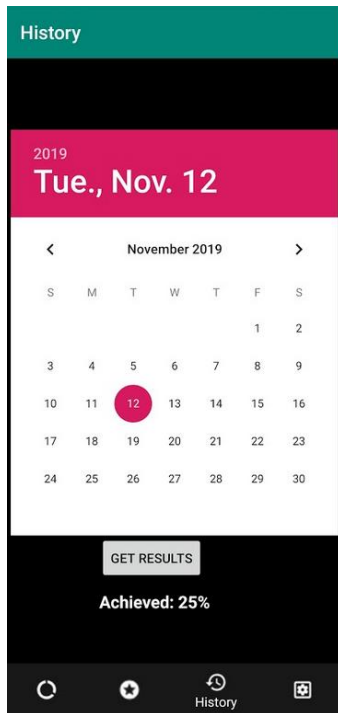 History
2019
Tue., Nov. 12
November 2019
S M T W T F S
1 2
3 4 5 6 7 8 9
10 11 12 13 14 15 16
17 18 19 20 21 22 23
24 25 26 27 28 29 30
GET RESULTS
Achieved: 25%
History